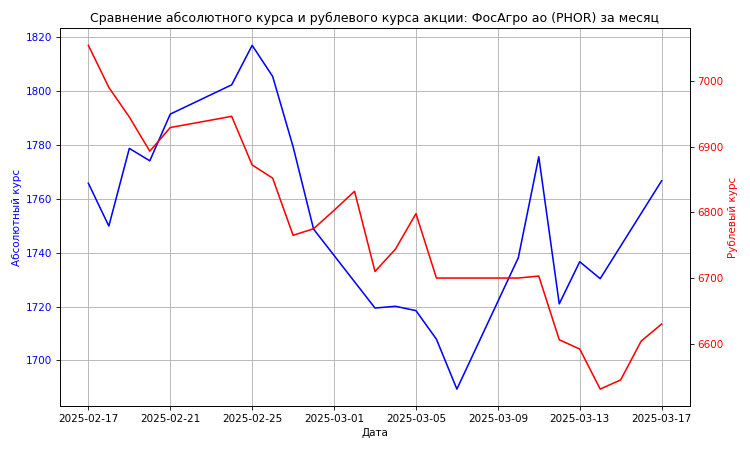 Сравнение абсолютного курса и рублевого курса акции: ФосАгро ао (PHOR) за месяц
1820
1800
1780
1760
1740
1720
1700
Абсолютный курс
7000
6900
6800
6700
6600
Рублевый курс
2025-02-17 2025-02-21 2025-02-25 2025-03-01 2025-03-05 2025-03-09 2025-03-13 2025-03-17
Дата